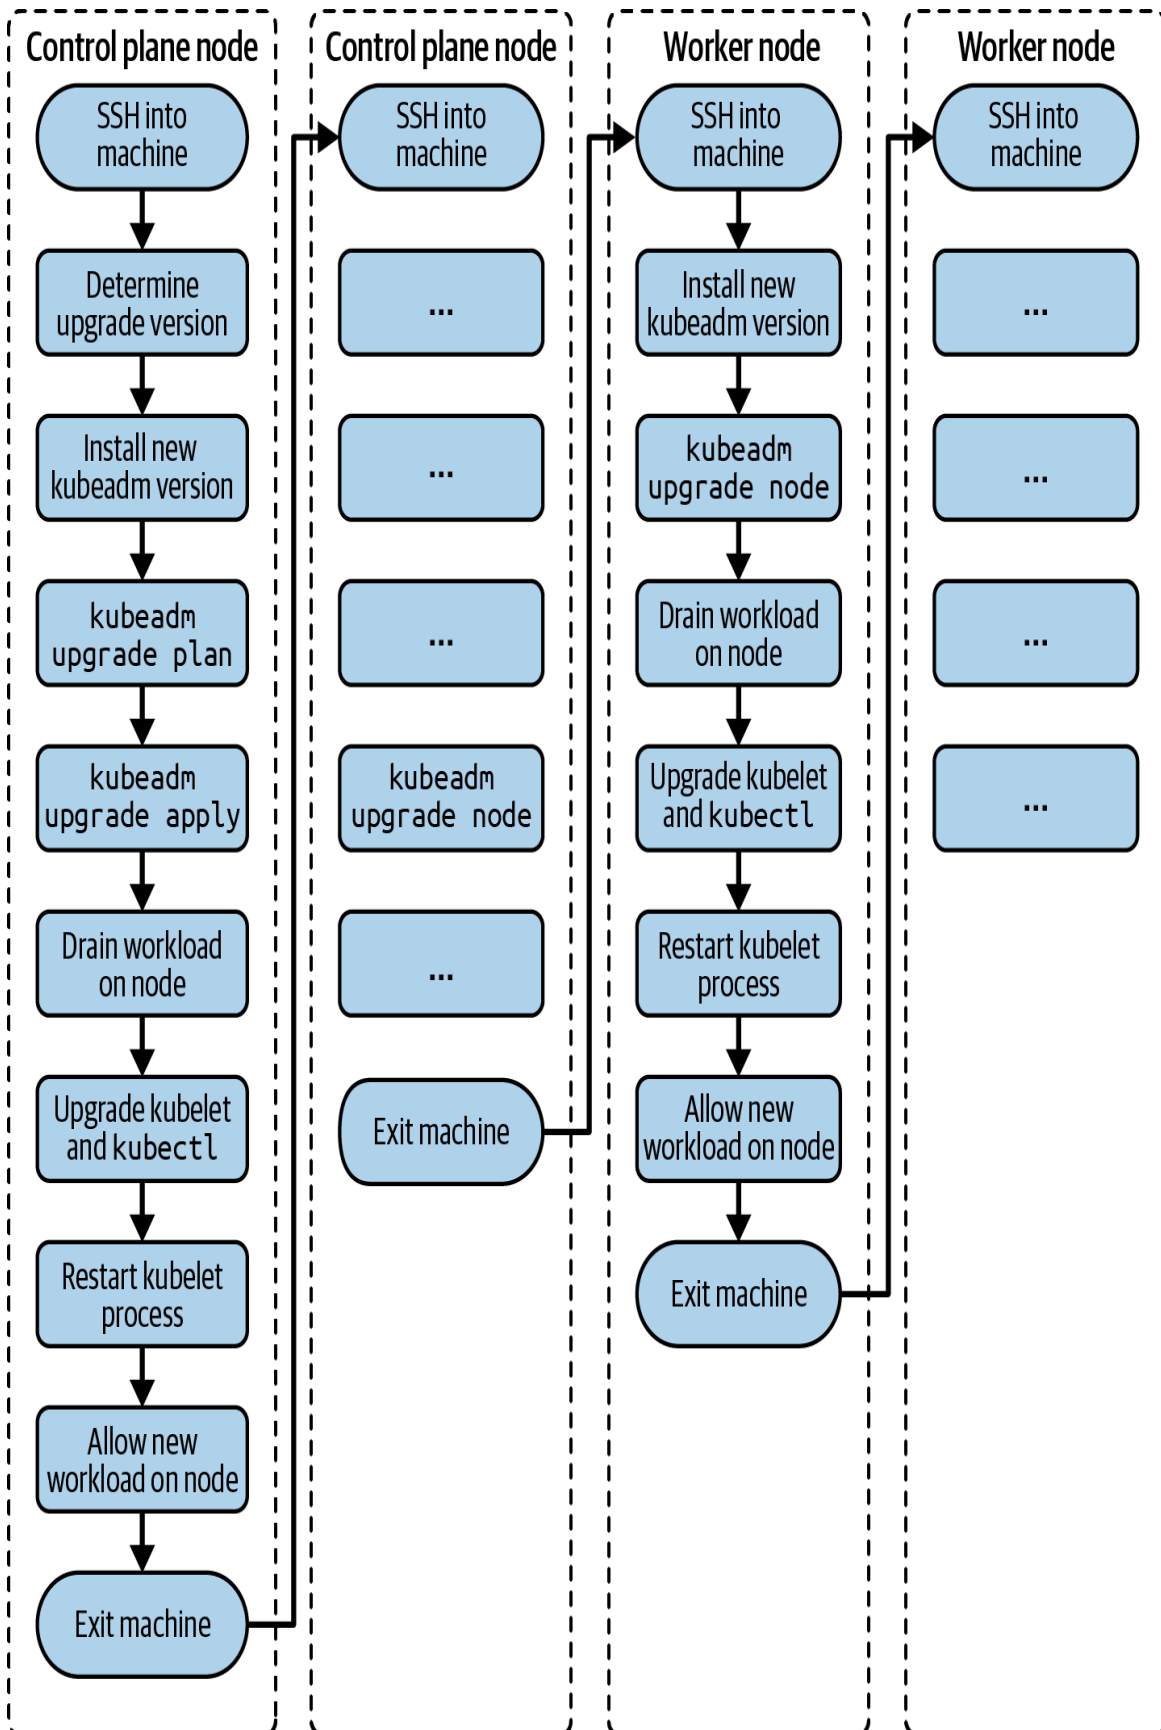 Control plane node
SSH into
machine
Determine
upgrade version
Install new
kubeadm version
kubeadm
upgrade plan
kubeadm
upgrade apply
Drain workload
on node
Upgrade kubelet
and kubectl
Restart kubelet
process
Allow new
workload on node
Exit machine
Control plane node
SSH into
machine
...
...
...
kubeadm
upgrade node
...
Exit machine
Worker node
SSH into
machine
Install new
kubeadm version
kubeadm
upgrade node
Drain workload
on node
Upgrade kubelet
and kubectl
Restart kubelet
process
Allow new
workload on node
Exit machine
Worker node
SSH into
machine
...
...
...
...